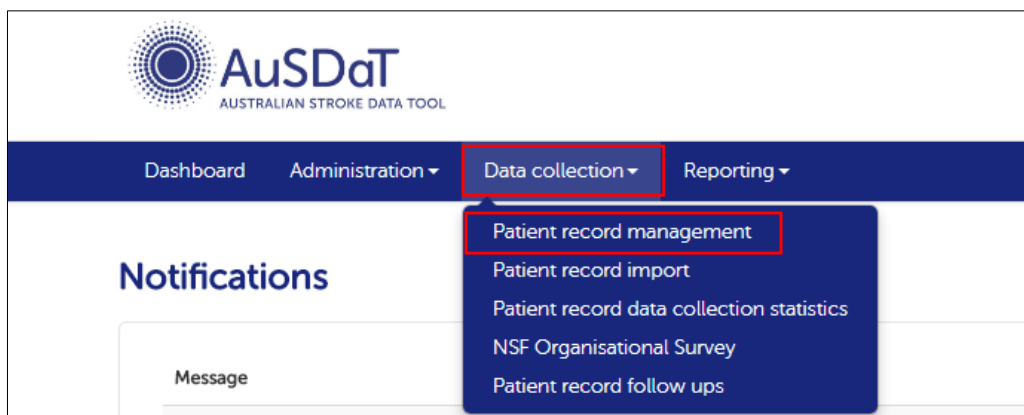 AuSDaT
AUSTRALIAN STROKE DATA TOOL
Dashboard Administration Data collection Reporting
Patient record management
Patient record import
Patient record data collection statistics
NSF Organisational Survey
Patient record follow ups
Notifications
Message